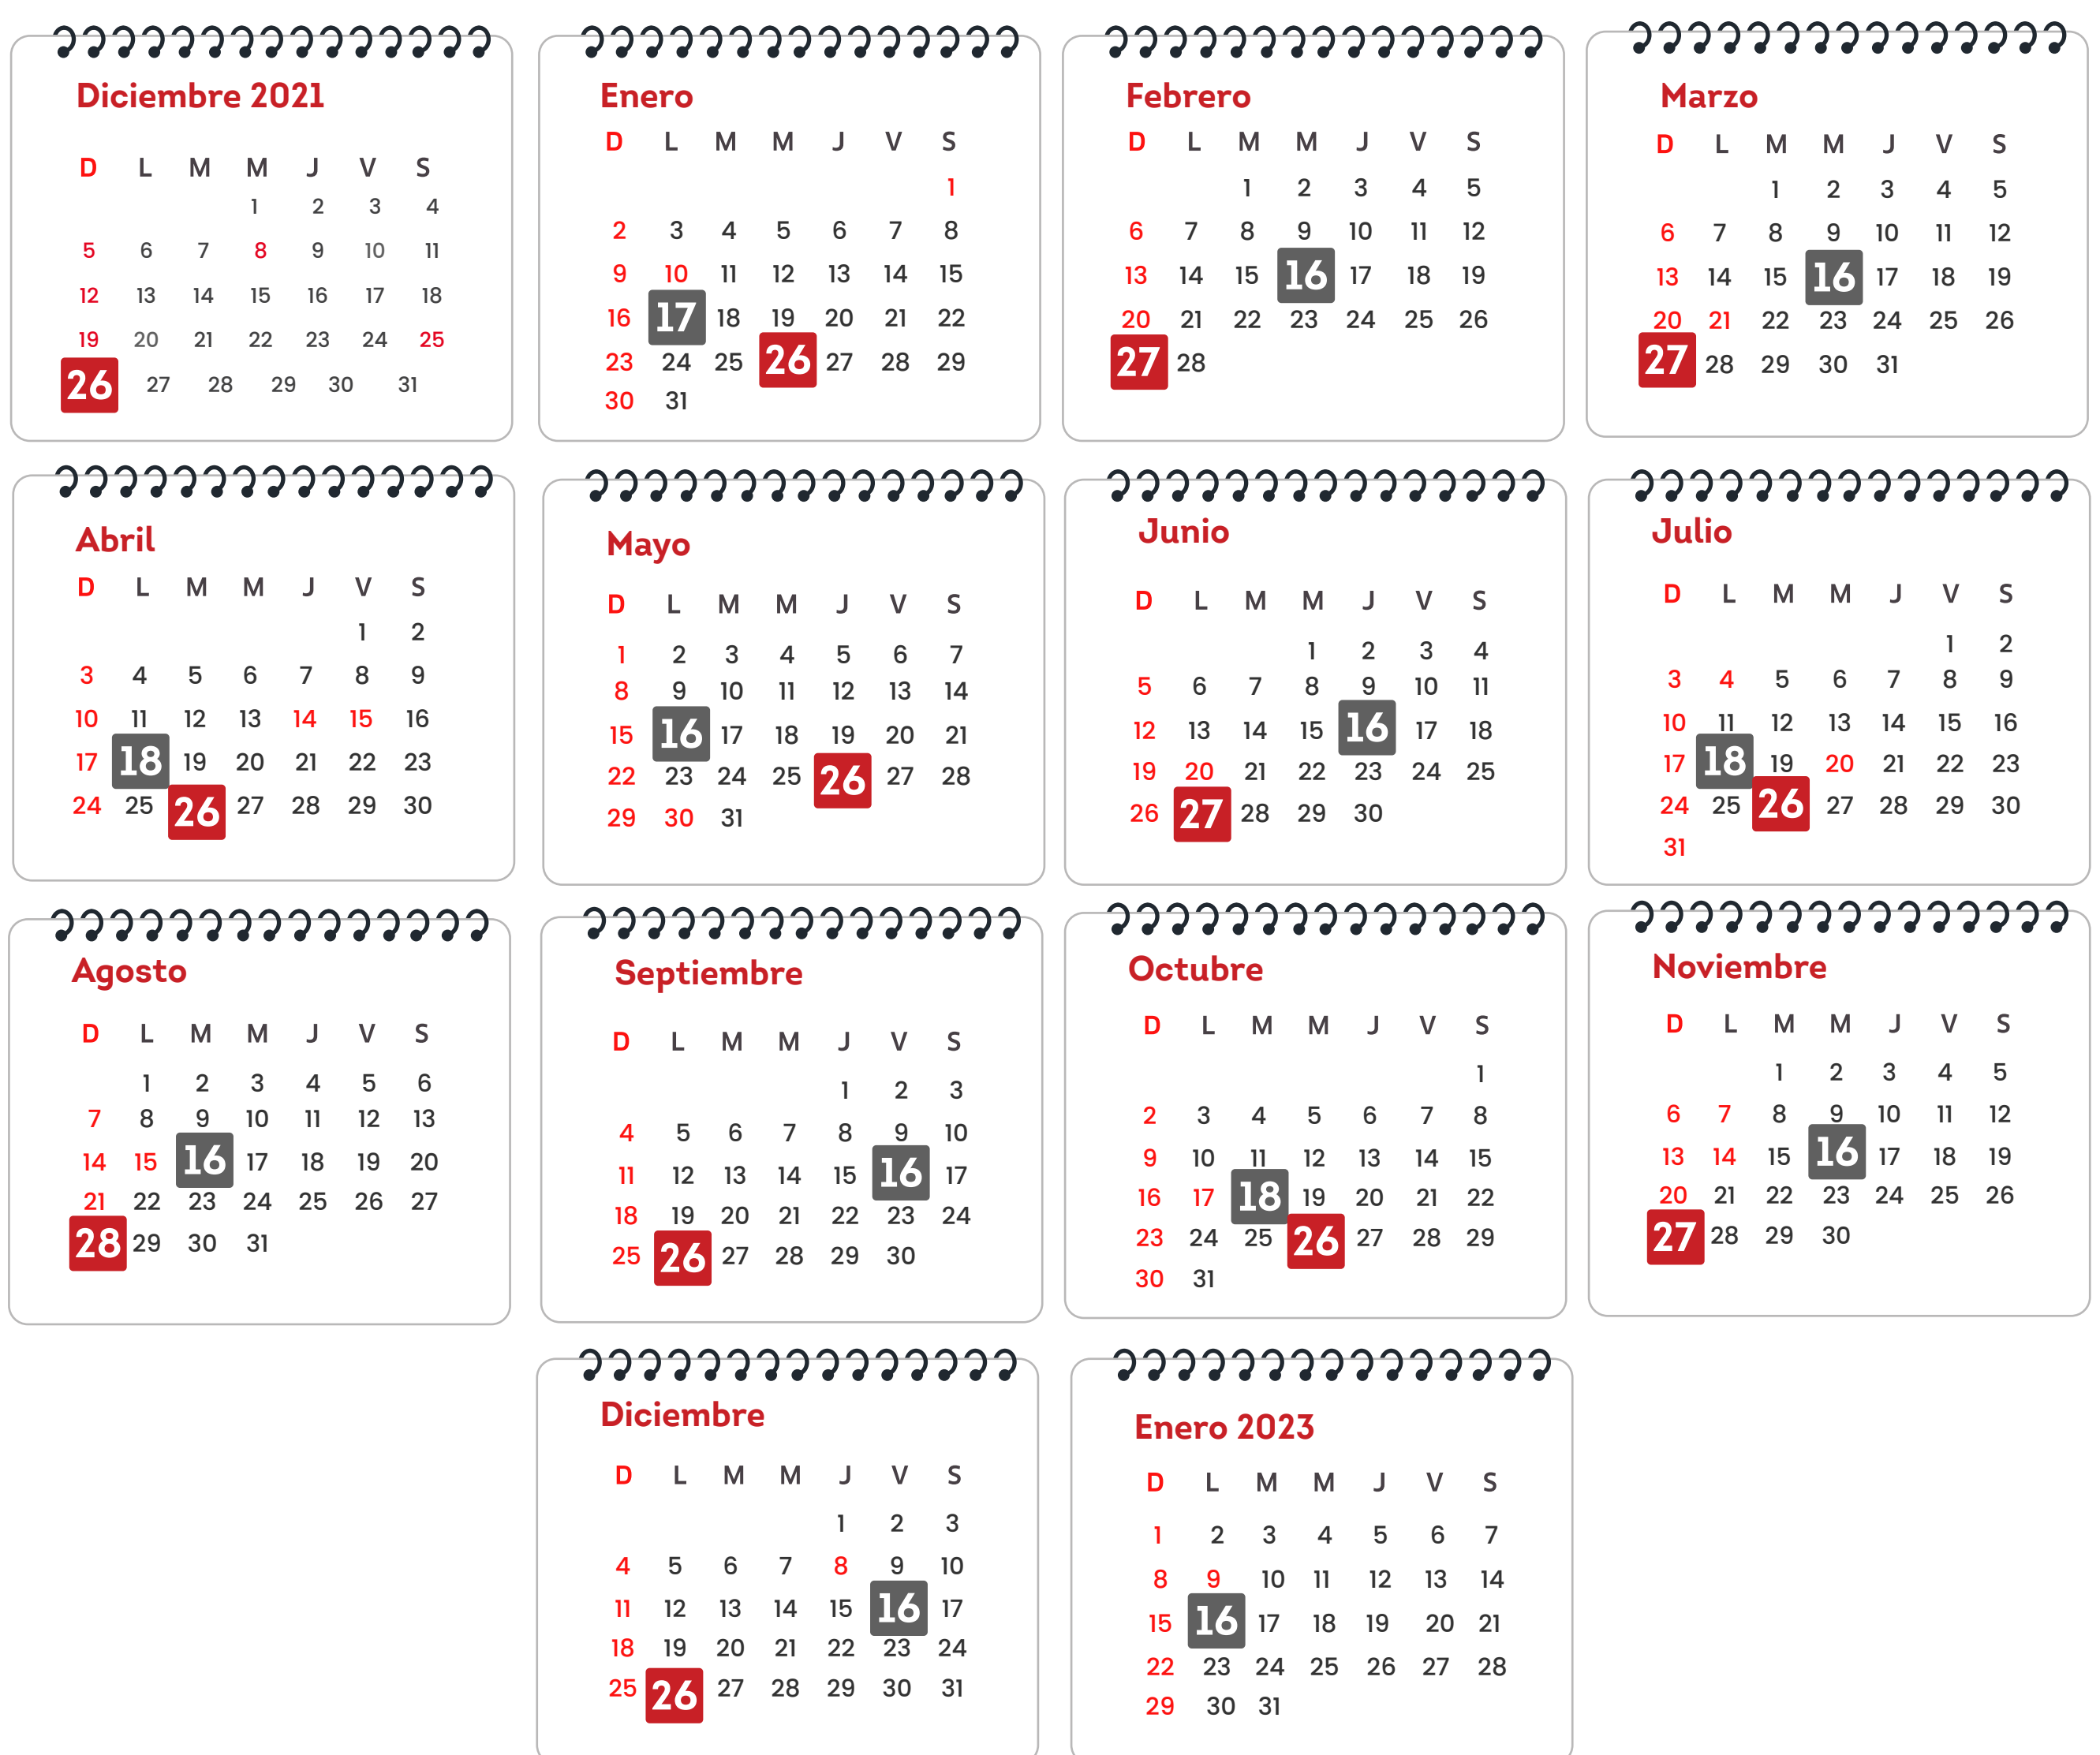 Diciembre 2021
D L M M J V S
1 2 3 4
5 6 7 8 9 10 11
12 13 14 15 16 17 18
19 20 21 22 23 24 25
26 27 28 29 30 31
Enero
D L M M J V S
1
2 3 4 5 6 7 8
9 10 11 12 13 14 15
16 17 18 19 20 21 22
23 24 25 26 27 28 29
30 31
Febrero
D L M M J V S
1 2 3 4 5
6 7 8 9 10 11 12
13 14 15 16 17 18 19
20 21 22 23 24 25 26
27 28
Marzo
D L M M J V S
1 2 3 4 5
6 7 8 9 10 11 12
13 14 15 16 17 18 19
20 21 22 23 24 25 26
27 28 29 30 31
Abril
D L M M J V S
1 2
3 4 5 6 7 8 9
10 11 12 13 14 15 16
17 18 19 20 21 22 23
24 25 26 27 28 29 30
Mayo
D L M M J V S
1 2 3 4 5 6 7
8 9 10 11 12 13 14
15 16 17 18 19 20 21
22 23 24 25 26 27 28
29 30 31
Junio
D L M M J V S
1 2 3 4
5 6 7 8 9 10 11
12 13 14 15 16 17 18
19 20 21 22 23 24 25
26 27 28 29 30
Julio
D L M M J V S
1 2
3 4 5 6 7 8 9
10 11 12 13 14 15 16
17 18 19 20 21 22 23
24 25 26 27 28 29 30
31
Agosto
D L M M J V S
1 2 3 4 5 6
7 8 9 10 11 12 13
14 15 16 17 18 19 20
21 22 23 24 25 26 27
28 29 30 31
Septiembre
D L M M J V S
1 2 3
4 5 6 7 8 9 10
11 12 13 14 15 16 17
18 19 20 21 22 23 24
25 26 27 28 29 30
Octubre
D L M M J V S
1
2 3 4 5 6 7 8
9 10 11 12 13 14 15
16 17 18 19 20 21 22
23 24 25 26 27 28 29
30 31
Noviembre
D L M M J V S
1 2 3 4 5
6 7 8 9 10 11 12
13 14 15 16 17 18 19
20 21 22 23 24 25 26
27 28 29 30
Diciembre
D L M M J V S
1 2 3
4 5 6 7 8 9 10
11 12 13 14 15 16 17
18 19 20 21 22 23 24
25 26 27 28 29 30 31
Enero 2023
D L M M J V S
1 2 3 4 5 6 7
8 9 10 11 12 13 14
15 16 17 18 19 20 21
22 23 24 25 26 27 28
29 30 31